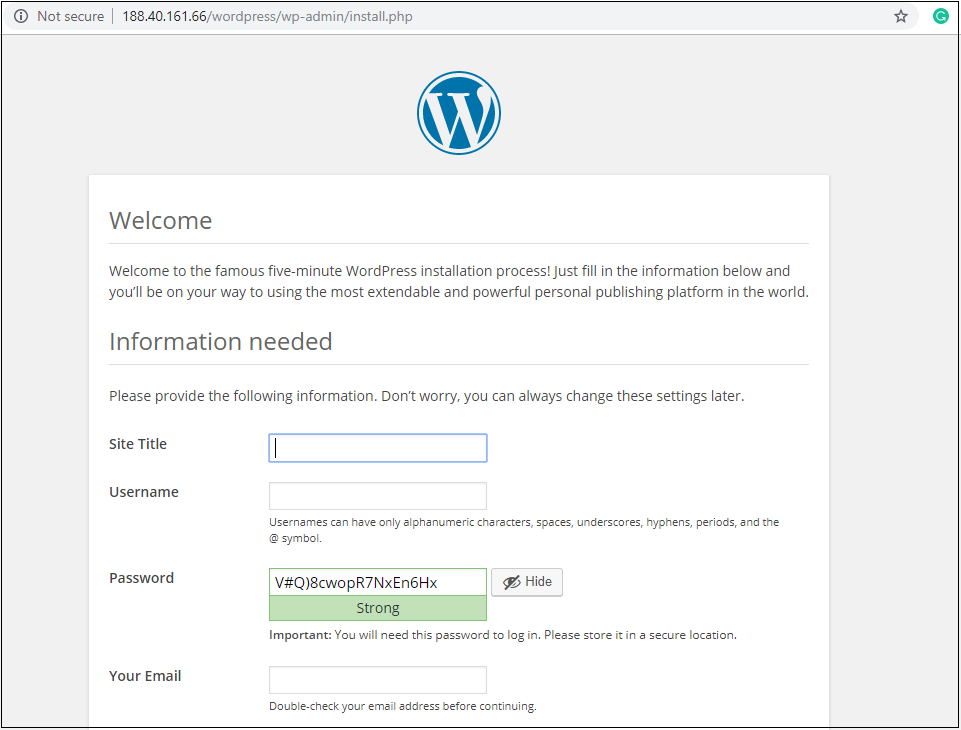 Not secure 188.40.161.66/wordpress/wp-admin/install.php
Welcome
Welcome to the famous five-minute WordPress installation process! Just fill in the information below and
you’ll be on your way to using the most extendable and powerful personal publishing platform in the world.
Information needed
Please provide the following information. Don’t worry, you can always change these settings later.
Site Title
Username
Usernames can have only alphanumeric characters, spaces, underscores, hyphens, periods, and the
@ symbol.
Password V#Q)8cwopR7NxEn6Hx Hide
Strong
Important: You will need this password to log in. Please store it in a secure location.
Your Email
Double-check your email address before continuing.